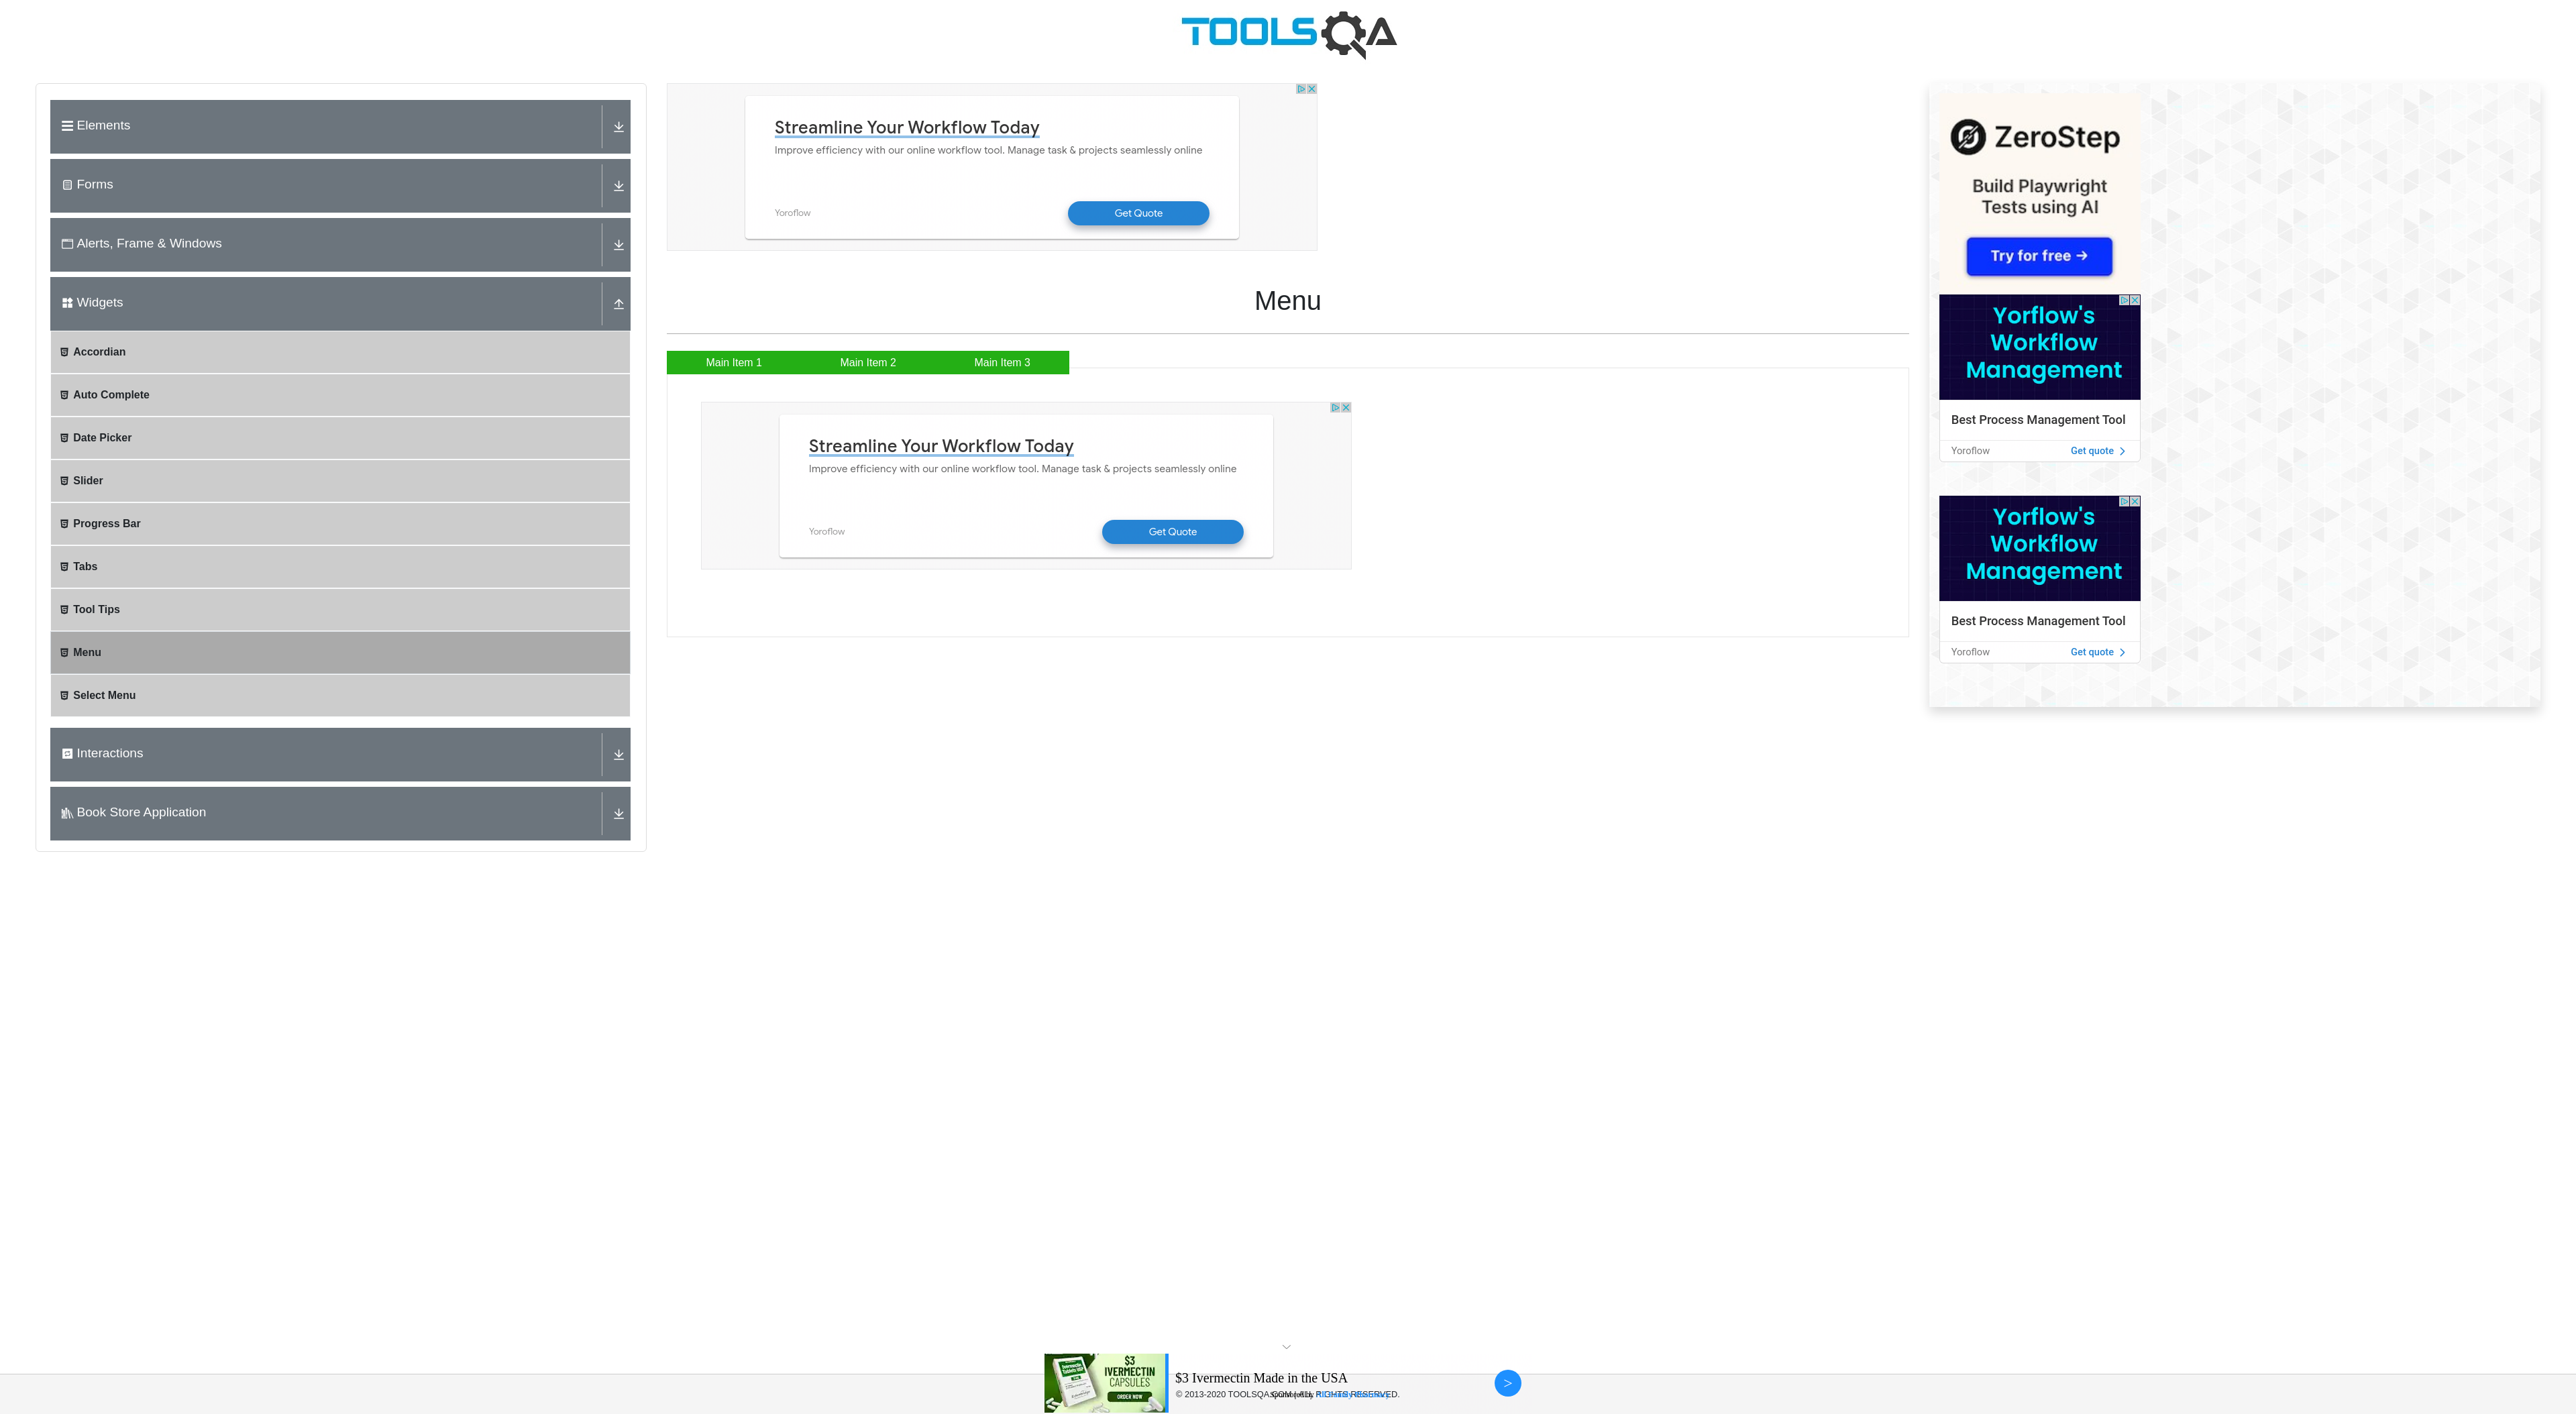 TOOLSQA
Elements
Forms
Alerts, Frame & Windows
Widgets
Accordian
Auto Complete
Date Picker
Slider
Progress Bar
Tabs
Tool Tips
Menu
Select Menu
Interactions
Book Store Application
Streamline Your Workflow Today
Improve efficiency with our online workflow tool. Manage task & projects seamlessly online
Yoroflow
Get Quote
Menu
Main Item 1
Main Item 2
Main Item 3
Streamline Your Workflow Today
Improve efficiency with our online workflow tool. Manage task & projects seamlessly online
Yoroflow
Get Quote
ZeroStep
Build Playwright
Tests using AI
Try for free →
Yorflow's
Workflow
Management
Best Process Management Tool
Yoroflow
Get quote
Yorflow's
Workflow
Management
Best Process Management Tool
Yoroflow
Get quote
$3
IVERMECTIN
CAPSULES
ORDER NOW
$3 Ivermectin Made in the USA
© 2013-2020 TOOLSQA.COM | ALL RIGHTS RESERVED.